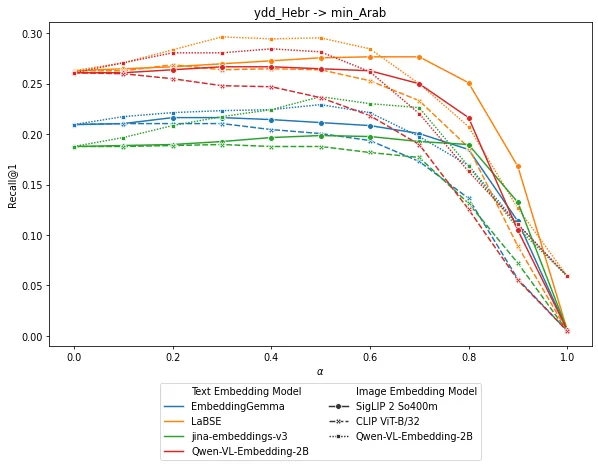 ydd_Hebr -> min_Arab
Recall@1
0.30
0.25
0.20
0.15
0.10
0.05
0.00
0.0 0.2 0.4 0.6 0.8 1.0
α
Text Embedding Model Image Embedding Model
EmbeddingGemma SigLIP 2 So400m
LaBSE CLIP ViT-B/32
jina-embeddings-v3 Qwen-VL-Embedding-2B
Qwen-VL-Embedding-2B